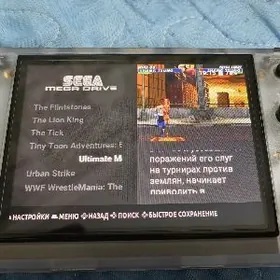 SEGA
MEGA DRIVE
The Flintstones
The Lion King
The Tick
Tiny Toon Adventures: B
Ultimate M
Urban Strike
WWF WrestleMania: The
поражений его слуг
на турнирах против
землян, начинает
приводить в
НАСТРОЙКИ МЕНЮ НАЗАД ПОИСК БЫСТРОЕ СОХРАНЕНИЕ